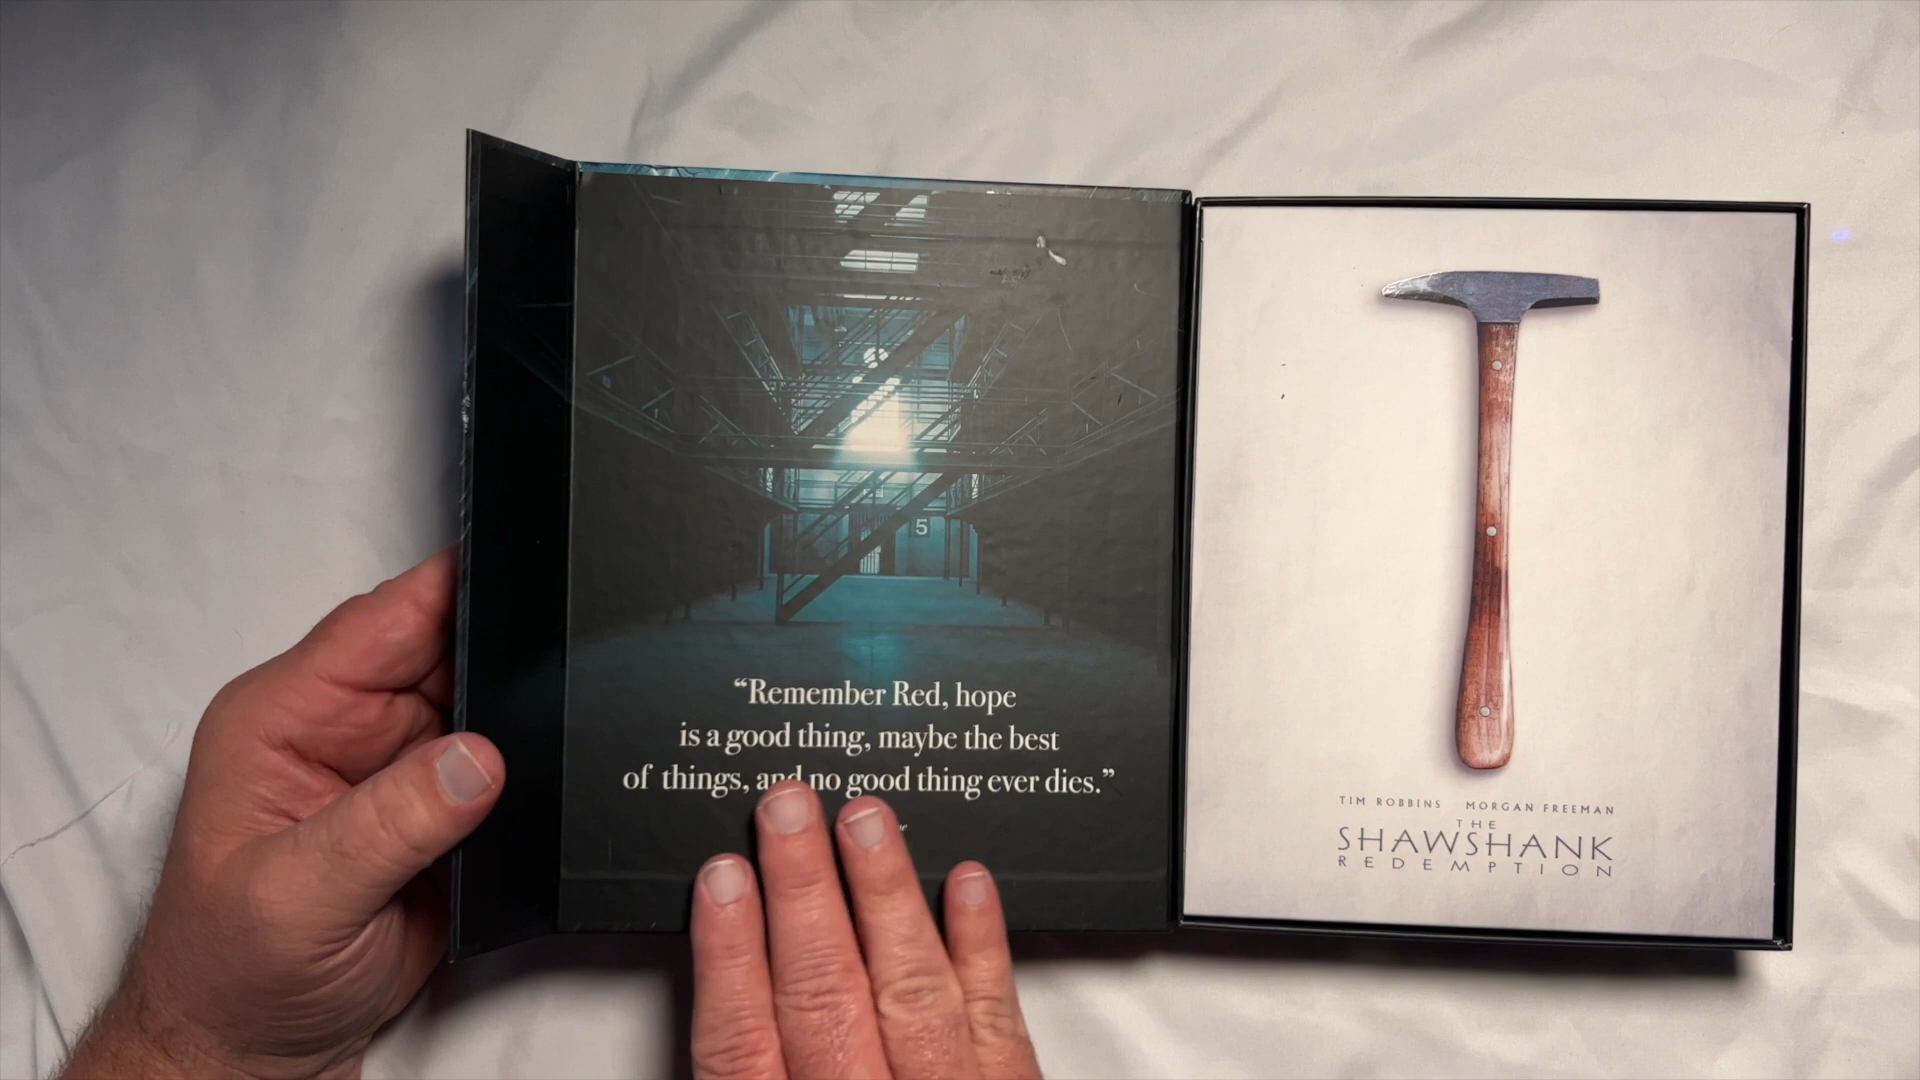 5
“Remember Red, hope
is a good thing, maybe the best
of things, and no good thing ever dies.”
TIM ROBBINS MORGAN FREEMAN
THE
SHAWSHANK
REDEMPTION